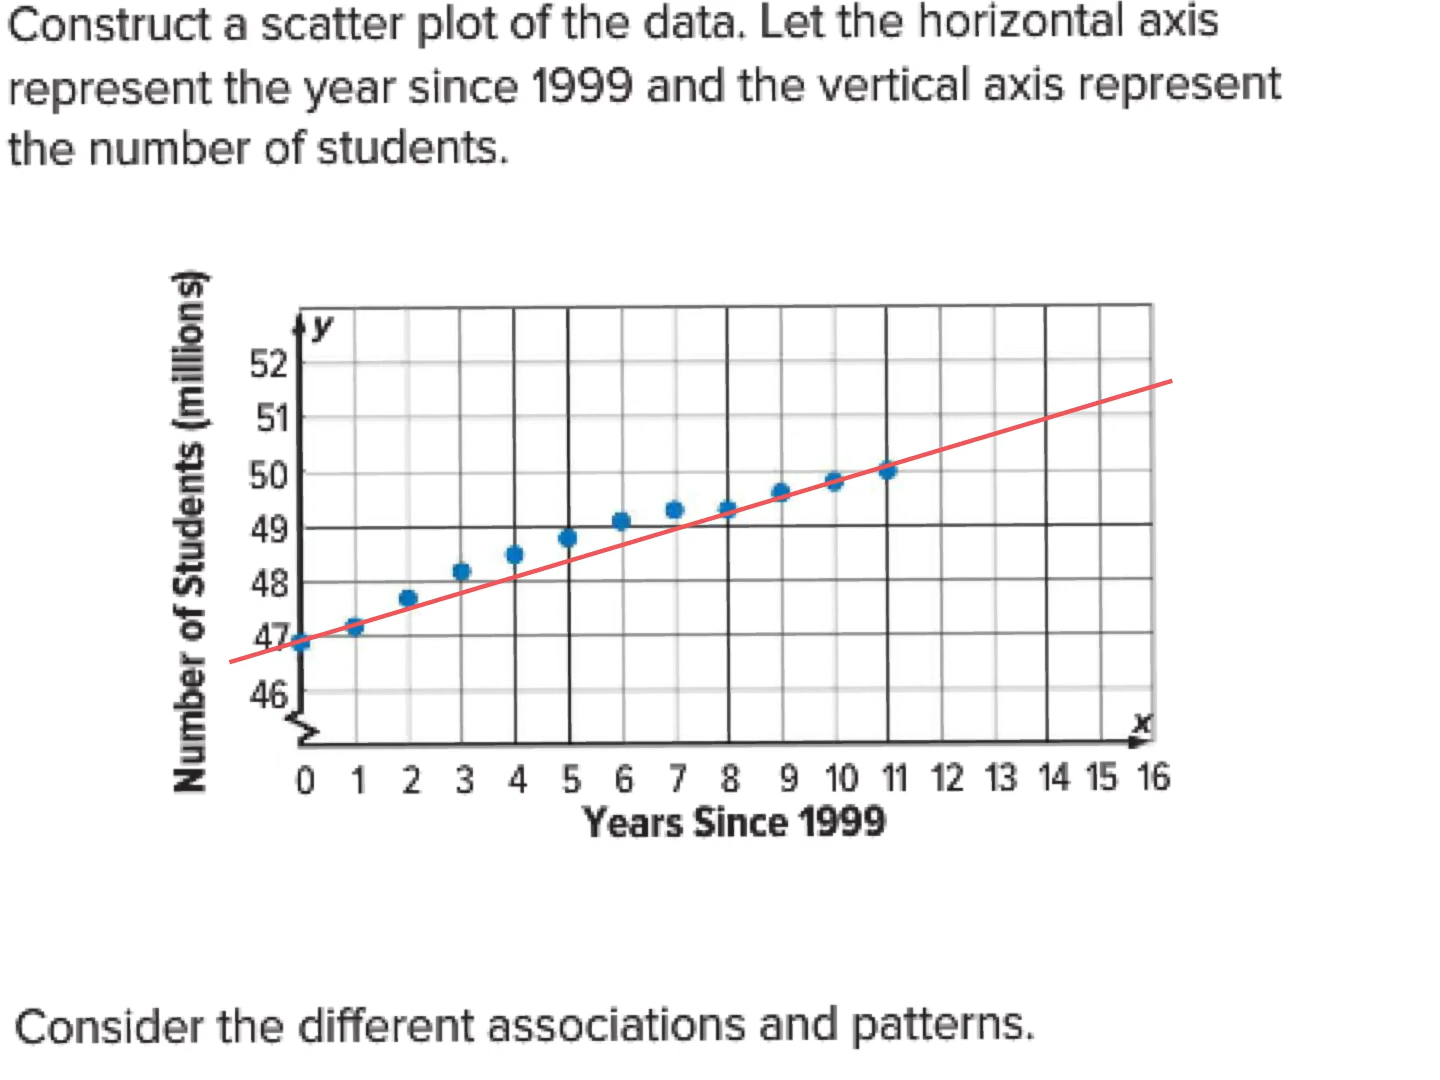 Construct a scatter plot of the data. Let the horizontal axis
represent the year since 1999 and the vertical axis represent
the number of students.
Number of Students (millions)
y
52
51
50
49
48
47
46
x
0 1 2 3 4 5 6 7 8 9 10 11 12 13 14 15 16
Years Since 1999
Consider the different associations and patterns.